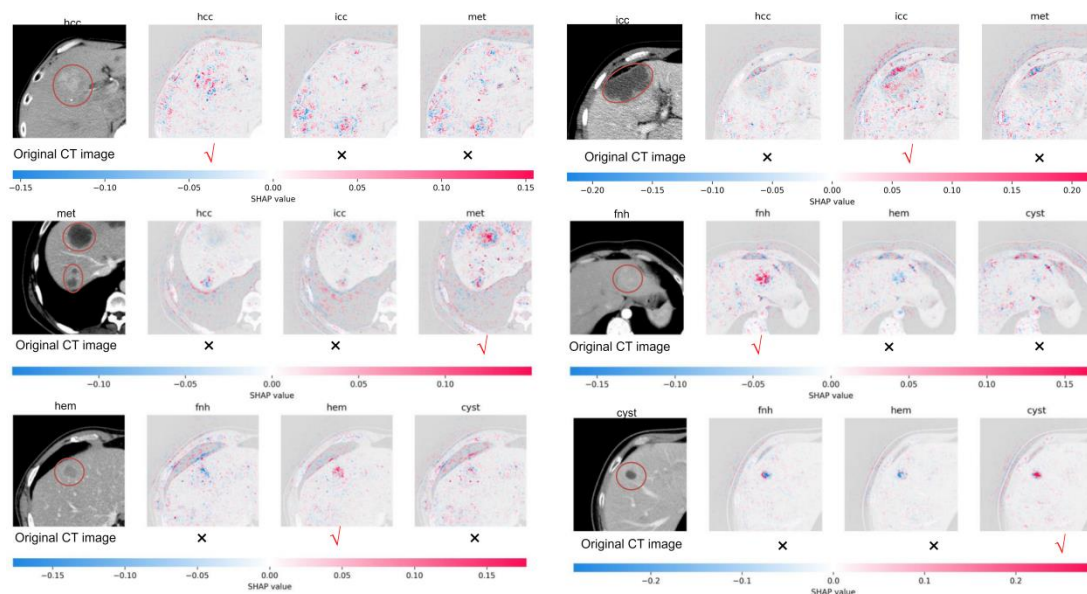 hcc hcc icc met
Original CT image √ × ×
−0.15 −0.10 −0.05 0.00 0.05 0.10 0.15
SHAP value
icc hcc icc met
Original CT image × √ ×
−0.20 −0.15 −0.10 −0.05 0.00 0.05 0.10 0.15 0.20
SHAP value
met hcc icc met
Original CT image × × √
−0.10 −0.05 0.00 0.05 0.10
SHAP value
fnh fnh hem cyst
Original CT image √ × ×
−0.15 −0.10 −0.05 0.00 0.05 0.10 0.15
SHAP value
hem fnh hem cyst
Original CT image × √ ×
−0.15 −0.10 −0.05 0.00 0.05 0.10 0.15
SHAP value
cyst fnh hem cyst
Original CT image × × √
−0.2 −0.1 0.0 0.1 0.2
SHAP value